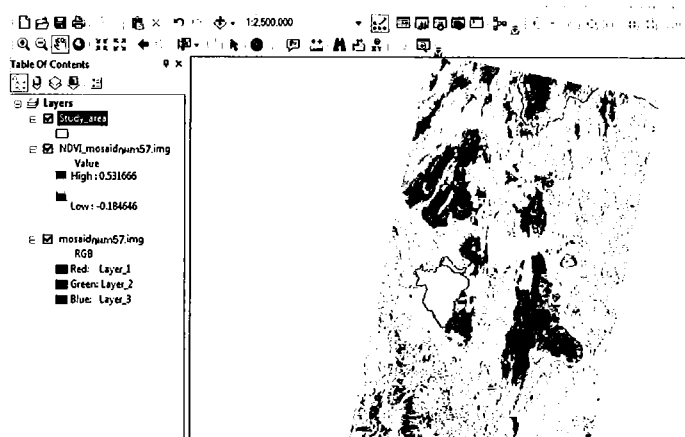 1:2,500,000
Table Of Contents
Layers
Study_area
NDVI_mosaidnum57.img
Value
High : 0.531666
Low : -0.184646
mosaidnum57.img
RGB
Red: Layer_1
Green: Layer_2
Blue: Layer_3